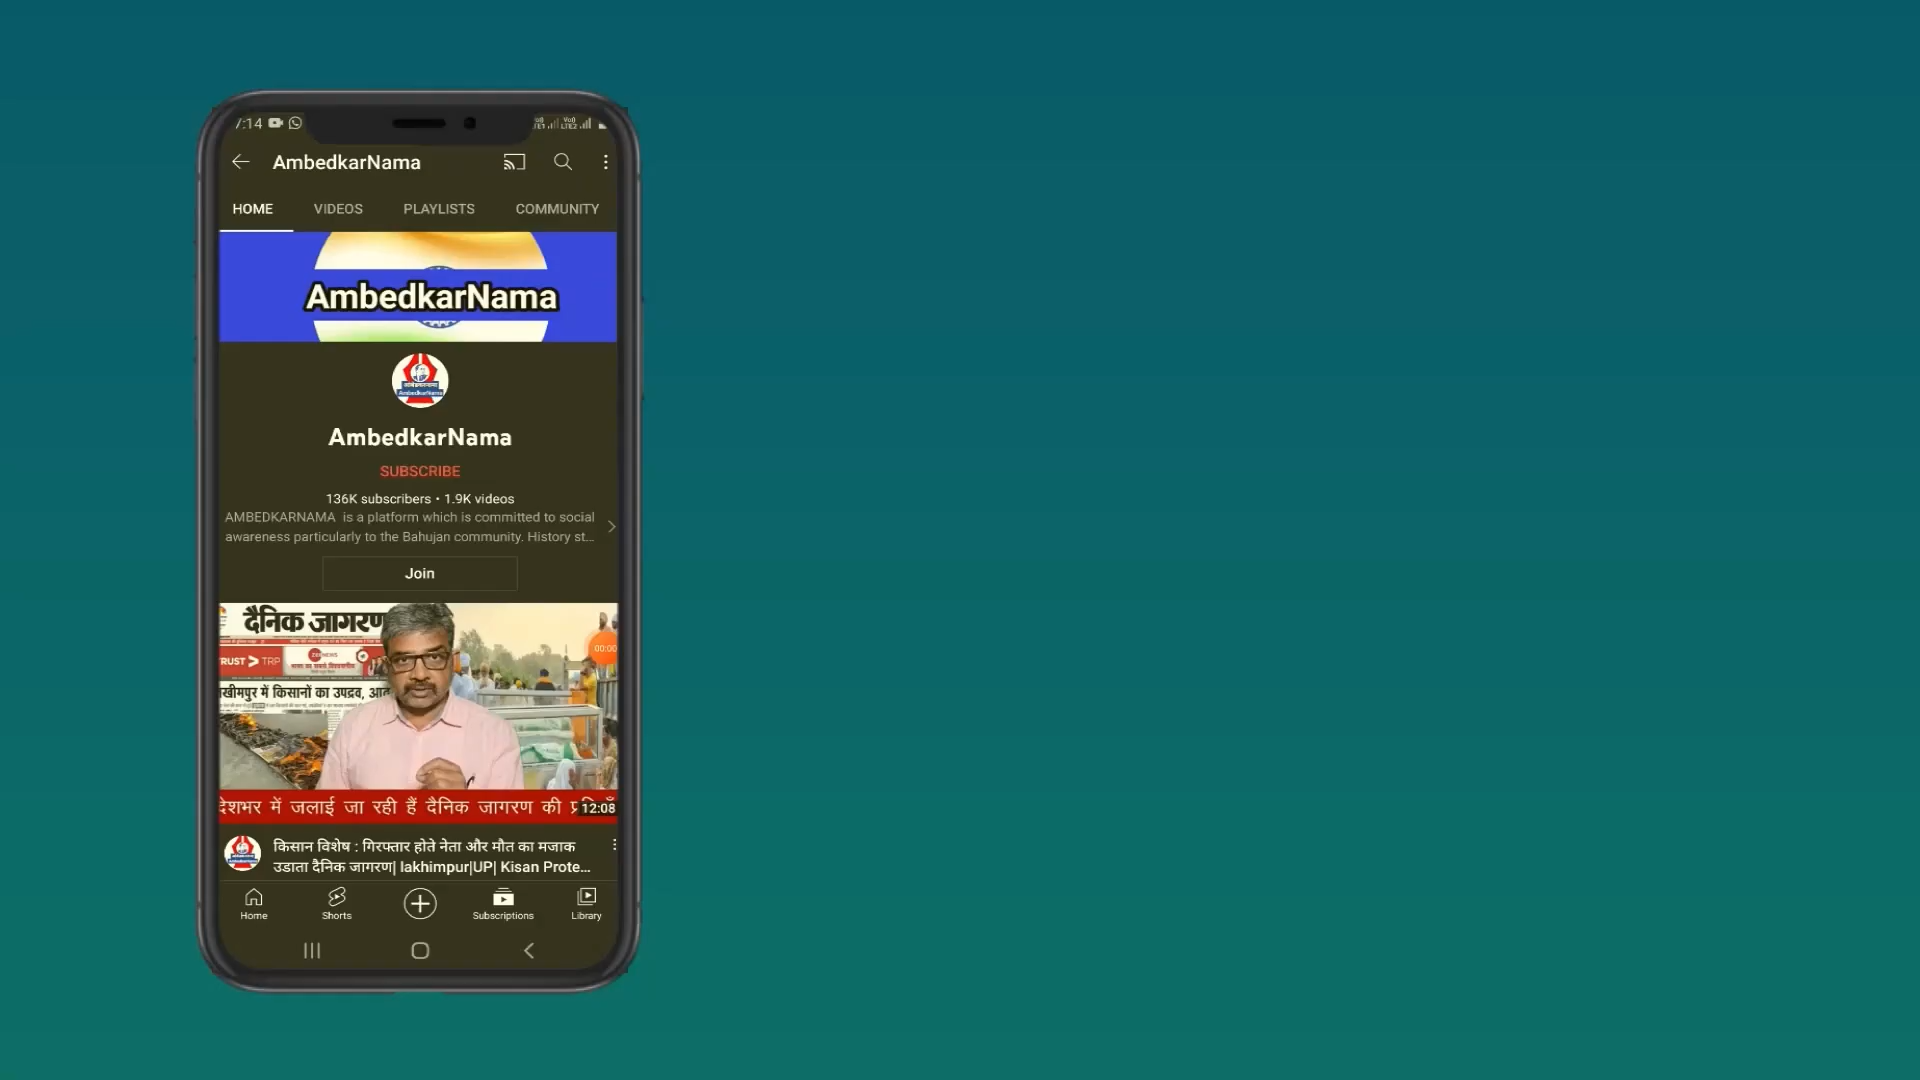 7:14
AmbedkarNama
HOME VIDEOS PLAYLISTS COMMUNITY
AmbedkarNama
AmbedkarNama
AmbedkarNama
SUBSCRIBE
136K subscribers • 1.9K videos
AMBEDKARNAMA is a platform which is committed to social
awareness particularly to the Bahujan community. History st...
Join
दैनिक जागरण
TRUST TRP
खीमपुर में किसानों का उपद्रव, आत
00:00
देशभर में जलाई जा रही हैं दैनिक जागरण की
12:08
किसान विशेष : गिरफ्तार होते नेता और मौत का मजाक
उडाता दैनिक जागरण| lakhimpur|UP| Kisan Prote...
Home Shorts Subscriptions Library